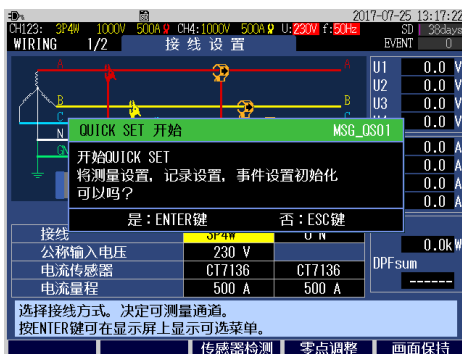 2017-07-25 13:17:22
CH123: 3P4W 1000V 500A CH4:1000V 500A U:230V f:50Hz SD 38days
WIRING 1/2 接线设置 EVENT 0
A A
B B
C
N
U1 0.0 V
U2 0.0 V
U3 0.0 V
0.0 V
0.0 A
0.0 A
0.0 A
0.0 A
QUICK SET 开始 MSG_QS01
开始QUICK SET
将测量设置, 记录设置, 事件设置初始化
可以吗?
是:ENTER键 否:ESC键
接线 3P4W U N
公称输入电压 230 V
电流传感器 CT7136 CT7136
电流量程 500 A 500 A
0.0kW
DPFsum
------
选择接线方式。决定可测量通道。
按ENTER键可在显示屏上显示可选菜单。
传感器检测 零点调整 画面保持